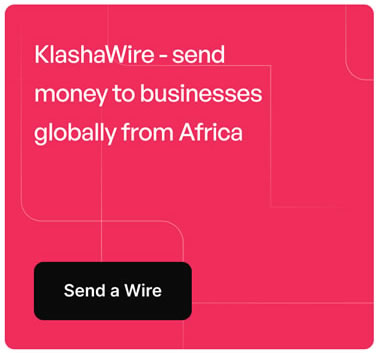 KlashaWire - send
money to businesses
globally from Africa
Send a Wire